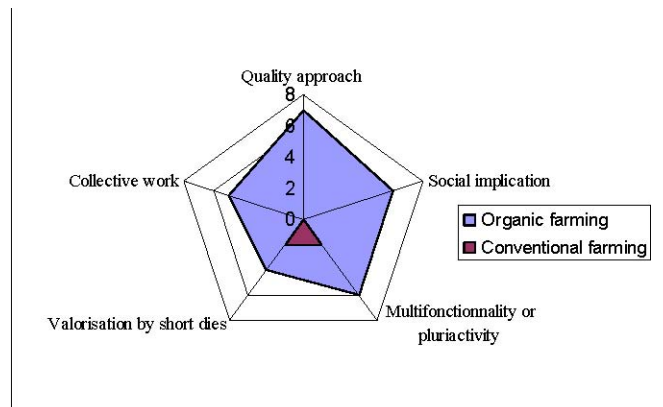 Quality approach
8
6
4
2
0
Collective work
Social implication
Organic farming
Conventional farming
Valorisation by short dies
Multifonctionnality or
pluriactivity